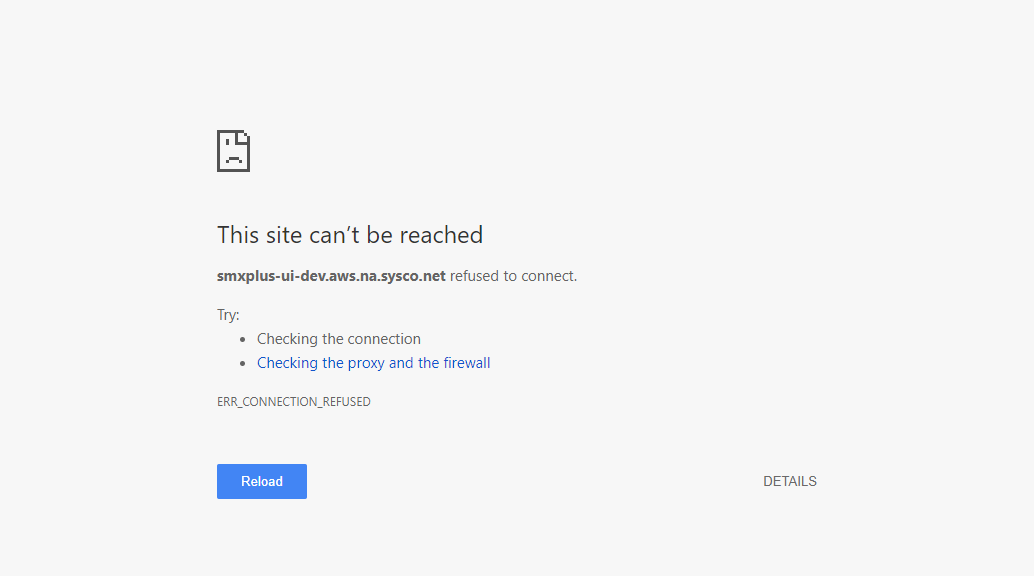 This site can’t be reached
smxplus-ui-dev.aws.na.sysco.net refused to connect.
Try:
• Checking the connection
• Checking the proxy and the firewall
ERR_CONNECTION_REFUSED
Reload
DETAILS